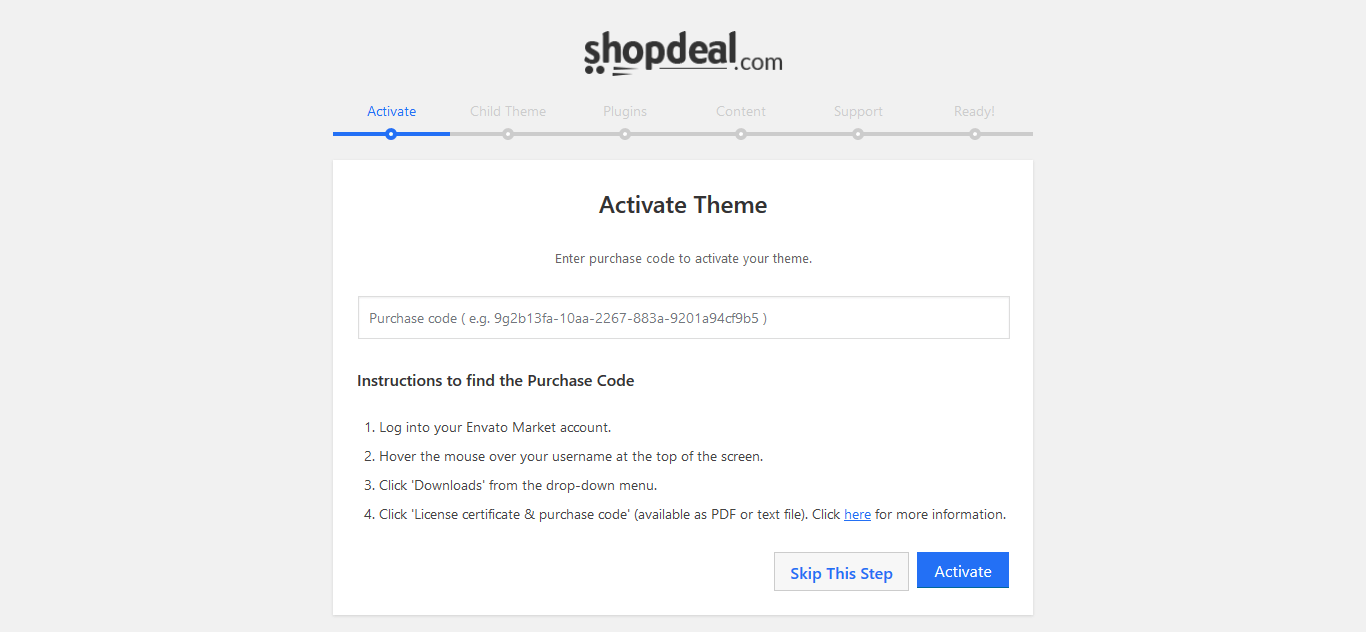 shopdeal.com
Activate Child Theme Plugins Content Support Ready!
Activate Theme
Enter purchase code to activate your theme.
Purchase code ( e.g. 9g2b13fa-10aa-2267-883a-9201a94cf9b5 )
Instructions to find the Purchase Code
1. Log into your Envato Market account.
2. Hover the mouse over your username at the top of the screen.
3. Click 'Downloads' from the drop-down menu.
4. Click 'License certificate & purchase code' (available as PDF or text file). Click here for more information.
Skip This Step Activate